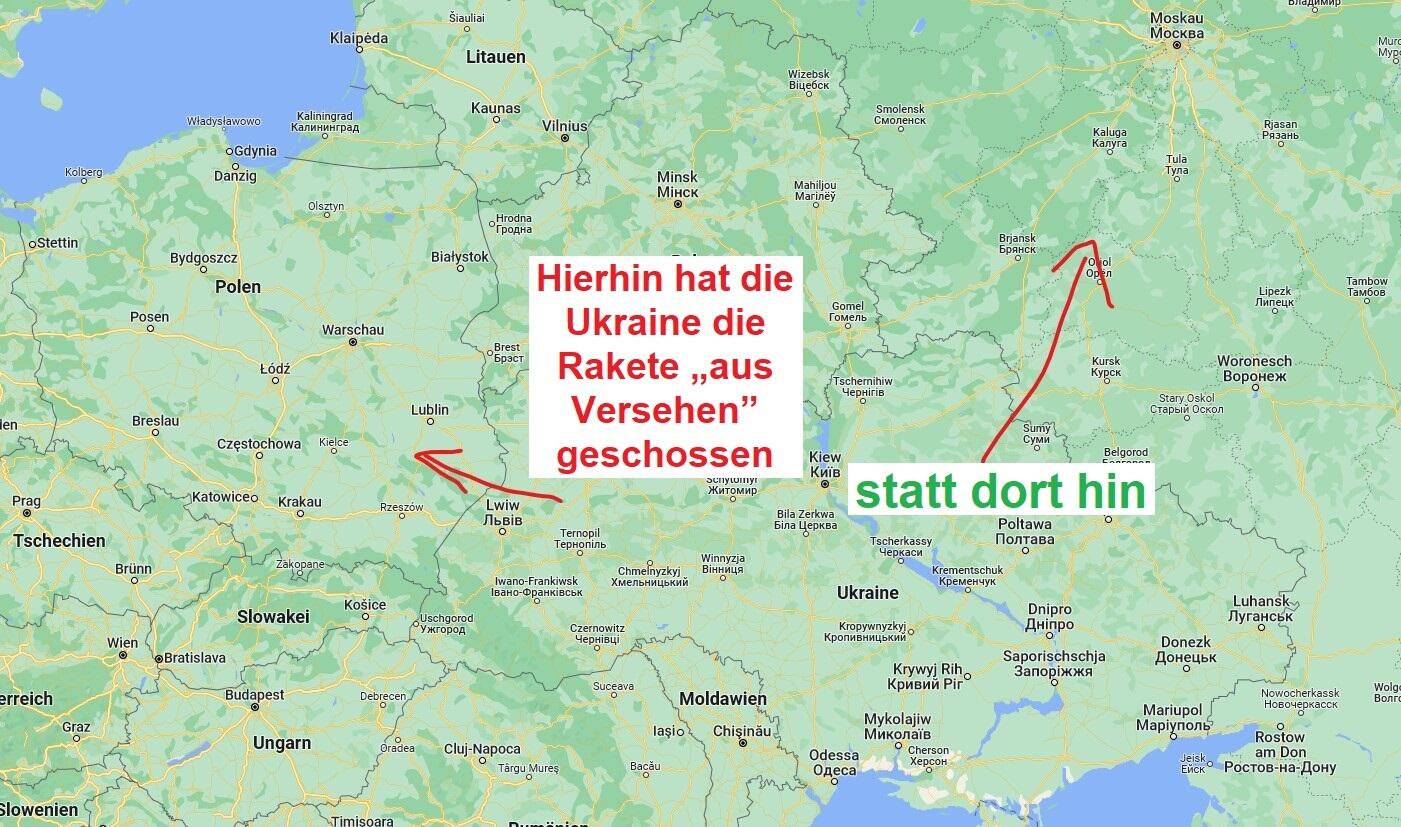 Šiauliai
Klaipėda
Litauen
Moskau
Москва
Wizebsk
Віцебск
Kaunas
Smolensk
Смоленск
Władysławowo
Kaliningrad
Калининград
Vilnius
Kaluga
Калуга
Rjasan
Рязань
Gdynia
Danzig
Kolberg
Tula
Тула
Minsk
Мінск
Mahiljou
Магілёў
Olsztyn
Hrodna
Гродна
Stettin
Bydgoszcz
Białystok
Brjansk
Брянск
Orjol
Орёл
Polen
Lipezk
Липецк
Tambow
Тамбов
Posen
Warschau
Gomel
Гомель
Brest
Брэст
Hierhin hat die
Ukraine die
Rakete „aus
Versehen”
geschossen
Łódź
Kursk
Курск
Woronesch
Воронеж
Tschernihiw
Чернігів
Stary Oskol
Старый Оскол
Lublin
Breslau
Częstochowa
Kielce
Sumy
Суми
Belgorod
Kiew
Київ
statt dort hin
Schytomyr
Житомир
Prag
Katowice
Krakau
Rzeszów
Lwiw
Львів
Bila Zerkwa
Біла Церква
Poltawa
Полтава
Tschechien
Ternopil
Тернопіль
Tscherkassy
Черкаси
Brünn
Zakopane
Chmelnyzkyj
Хмельницький
Winnyzja
Вінниця
Krementschuk
Кременчук
Iwano-Frankiwsk
Івано-Франківськ
Ukraine
Slowakei
Košice
Uschgorod
Ужгород
Dnipro
Дніпро
Luhansk
Луганськ
Czernowitz
Чернівці
Kropywnyzkyj
Кропивницький
Wien
Bratislava
Donezk
Донецьк
Saporischschja
Запоріжжя
Krywyj Rih
Кривий Ріг
erreich
Budapest
Debrecen
Suceava
Moldawien
Nowocherkassk
Новочеркасск
Graz
Iași
Chișinău
Mykolajiw
Миколаїв
Mariupol
Маріуполь
Ungarn
Oradea
Cluj-Napoca
Târgu Mureș
Bacău
Odessa
Одеса
Cherson
Херсон
Jeisk
Ейск
Rostow
am Don
Ростов-на-Дону
Slowenien
Timișoara